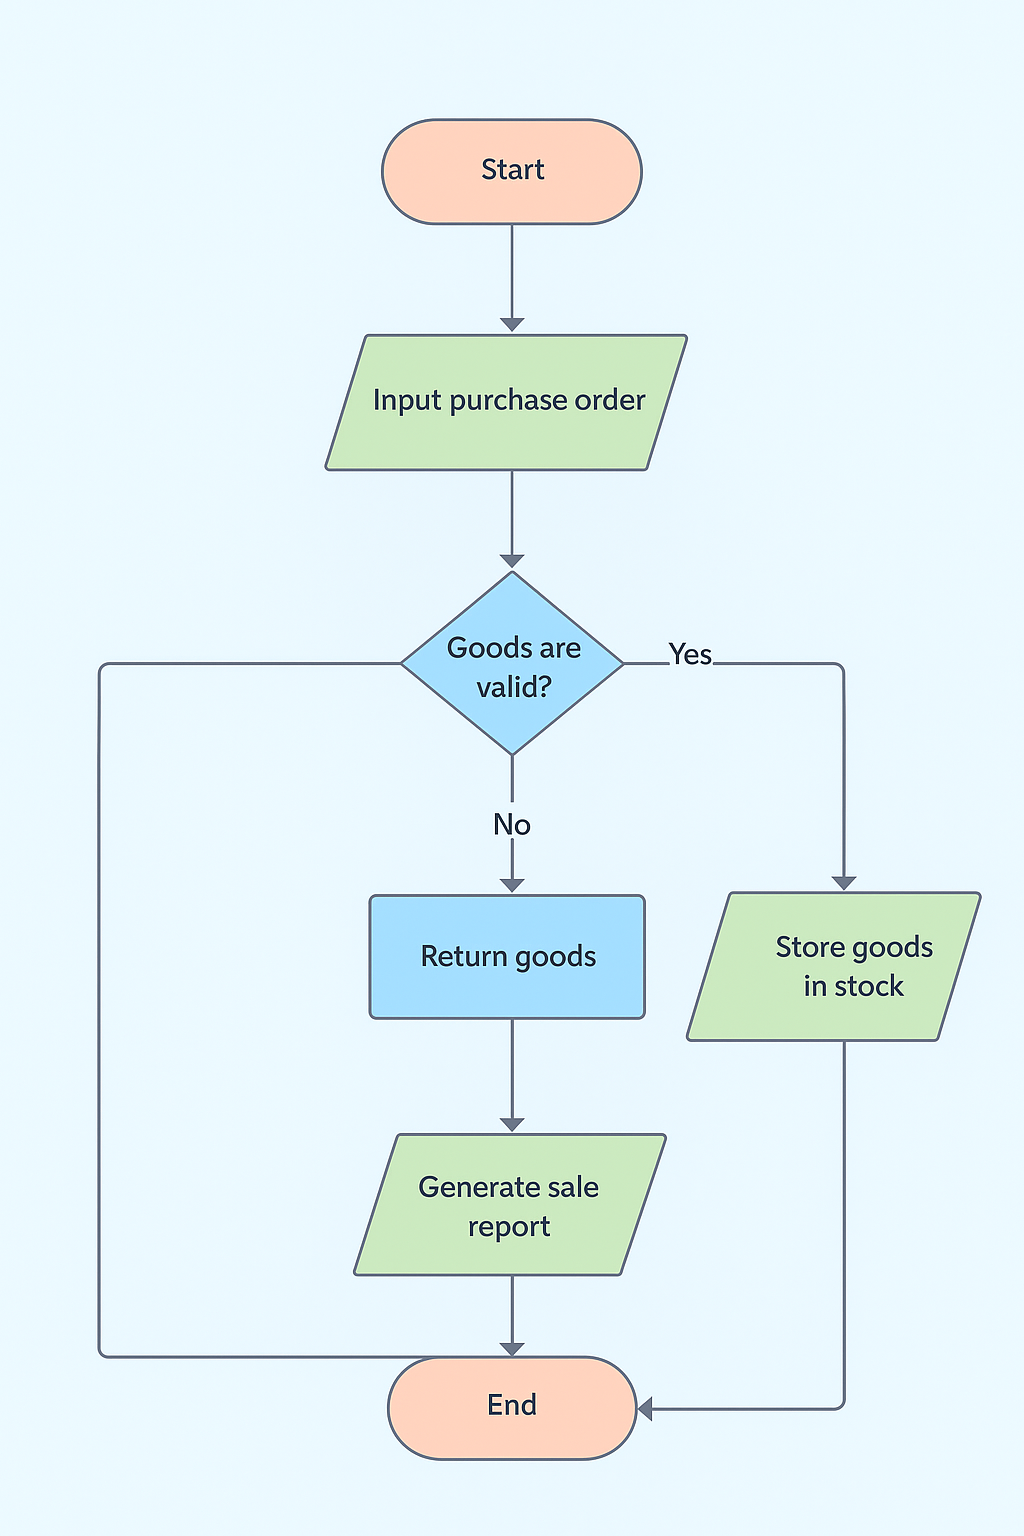 Start
Input purchase order
Goods are
valid?
Yes
No
Return goods
Store goods
in stock
Generate sale
report
End